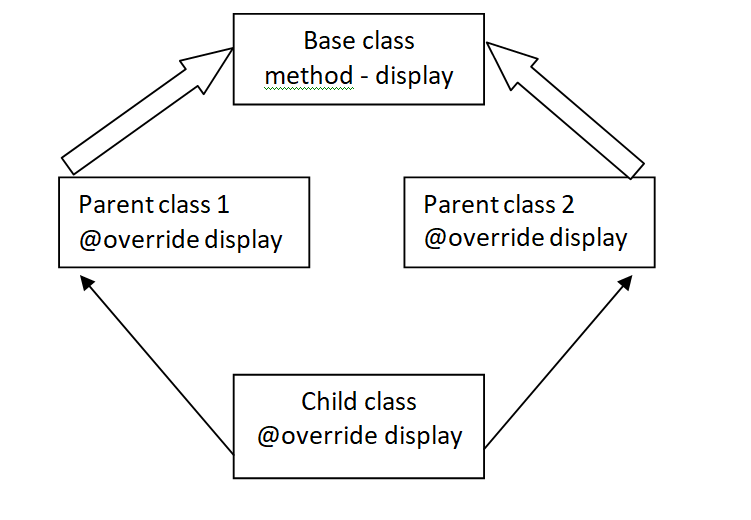 Base class
method - display
Parent class 1
@override display
Parent class 2
@override display
Child class
@override display